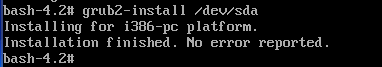 bash-4.2# grub2-install /dev/sda
Installing for i386-pc platform.
Installation finished. No error reported.
bash-4.2#